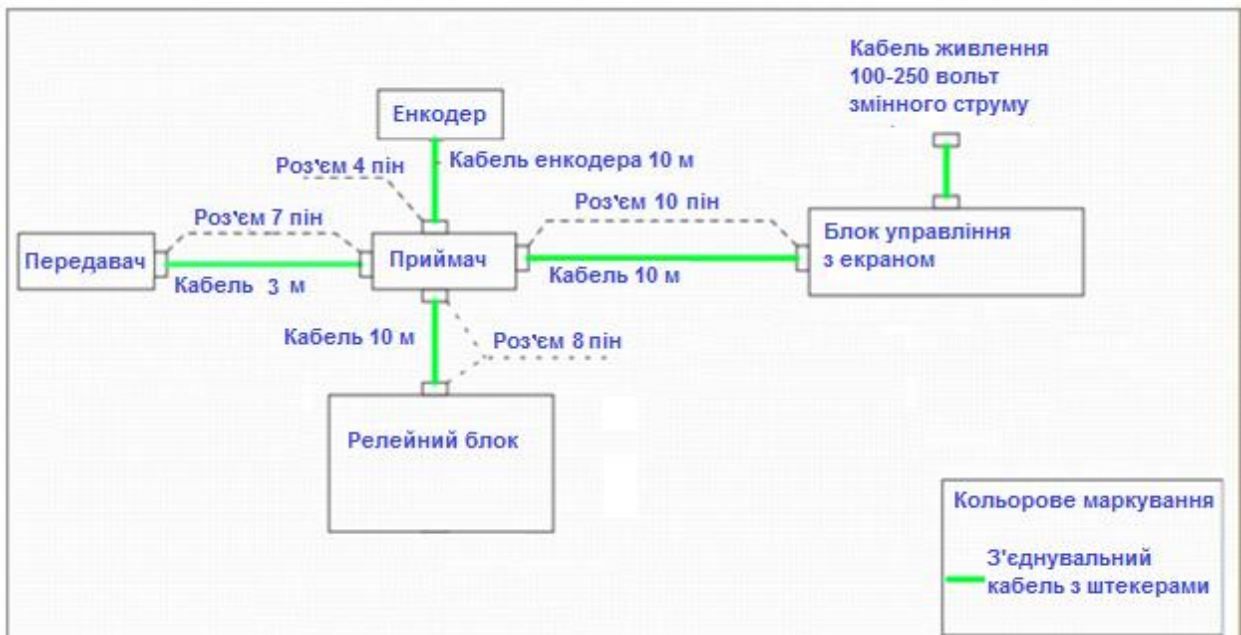 Кабель живлення
100-250 вольт
змінного струму
Енкодер
Роз'єм 4 пін
Кабель енкодера 10 м
Роз'єм 7 пін
Роз'єм 10 пін
Передавач
Приймач
Блок управління
з екраном
Кабель 3 м
Кабель 10 м
Кабель 10 м
Роз'єм 8 пін
Релейний блок
Кольорове маркування
З'єднувальний
кабель з штекерами